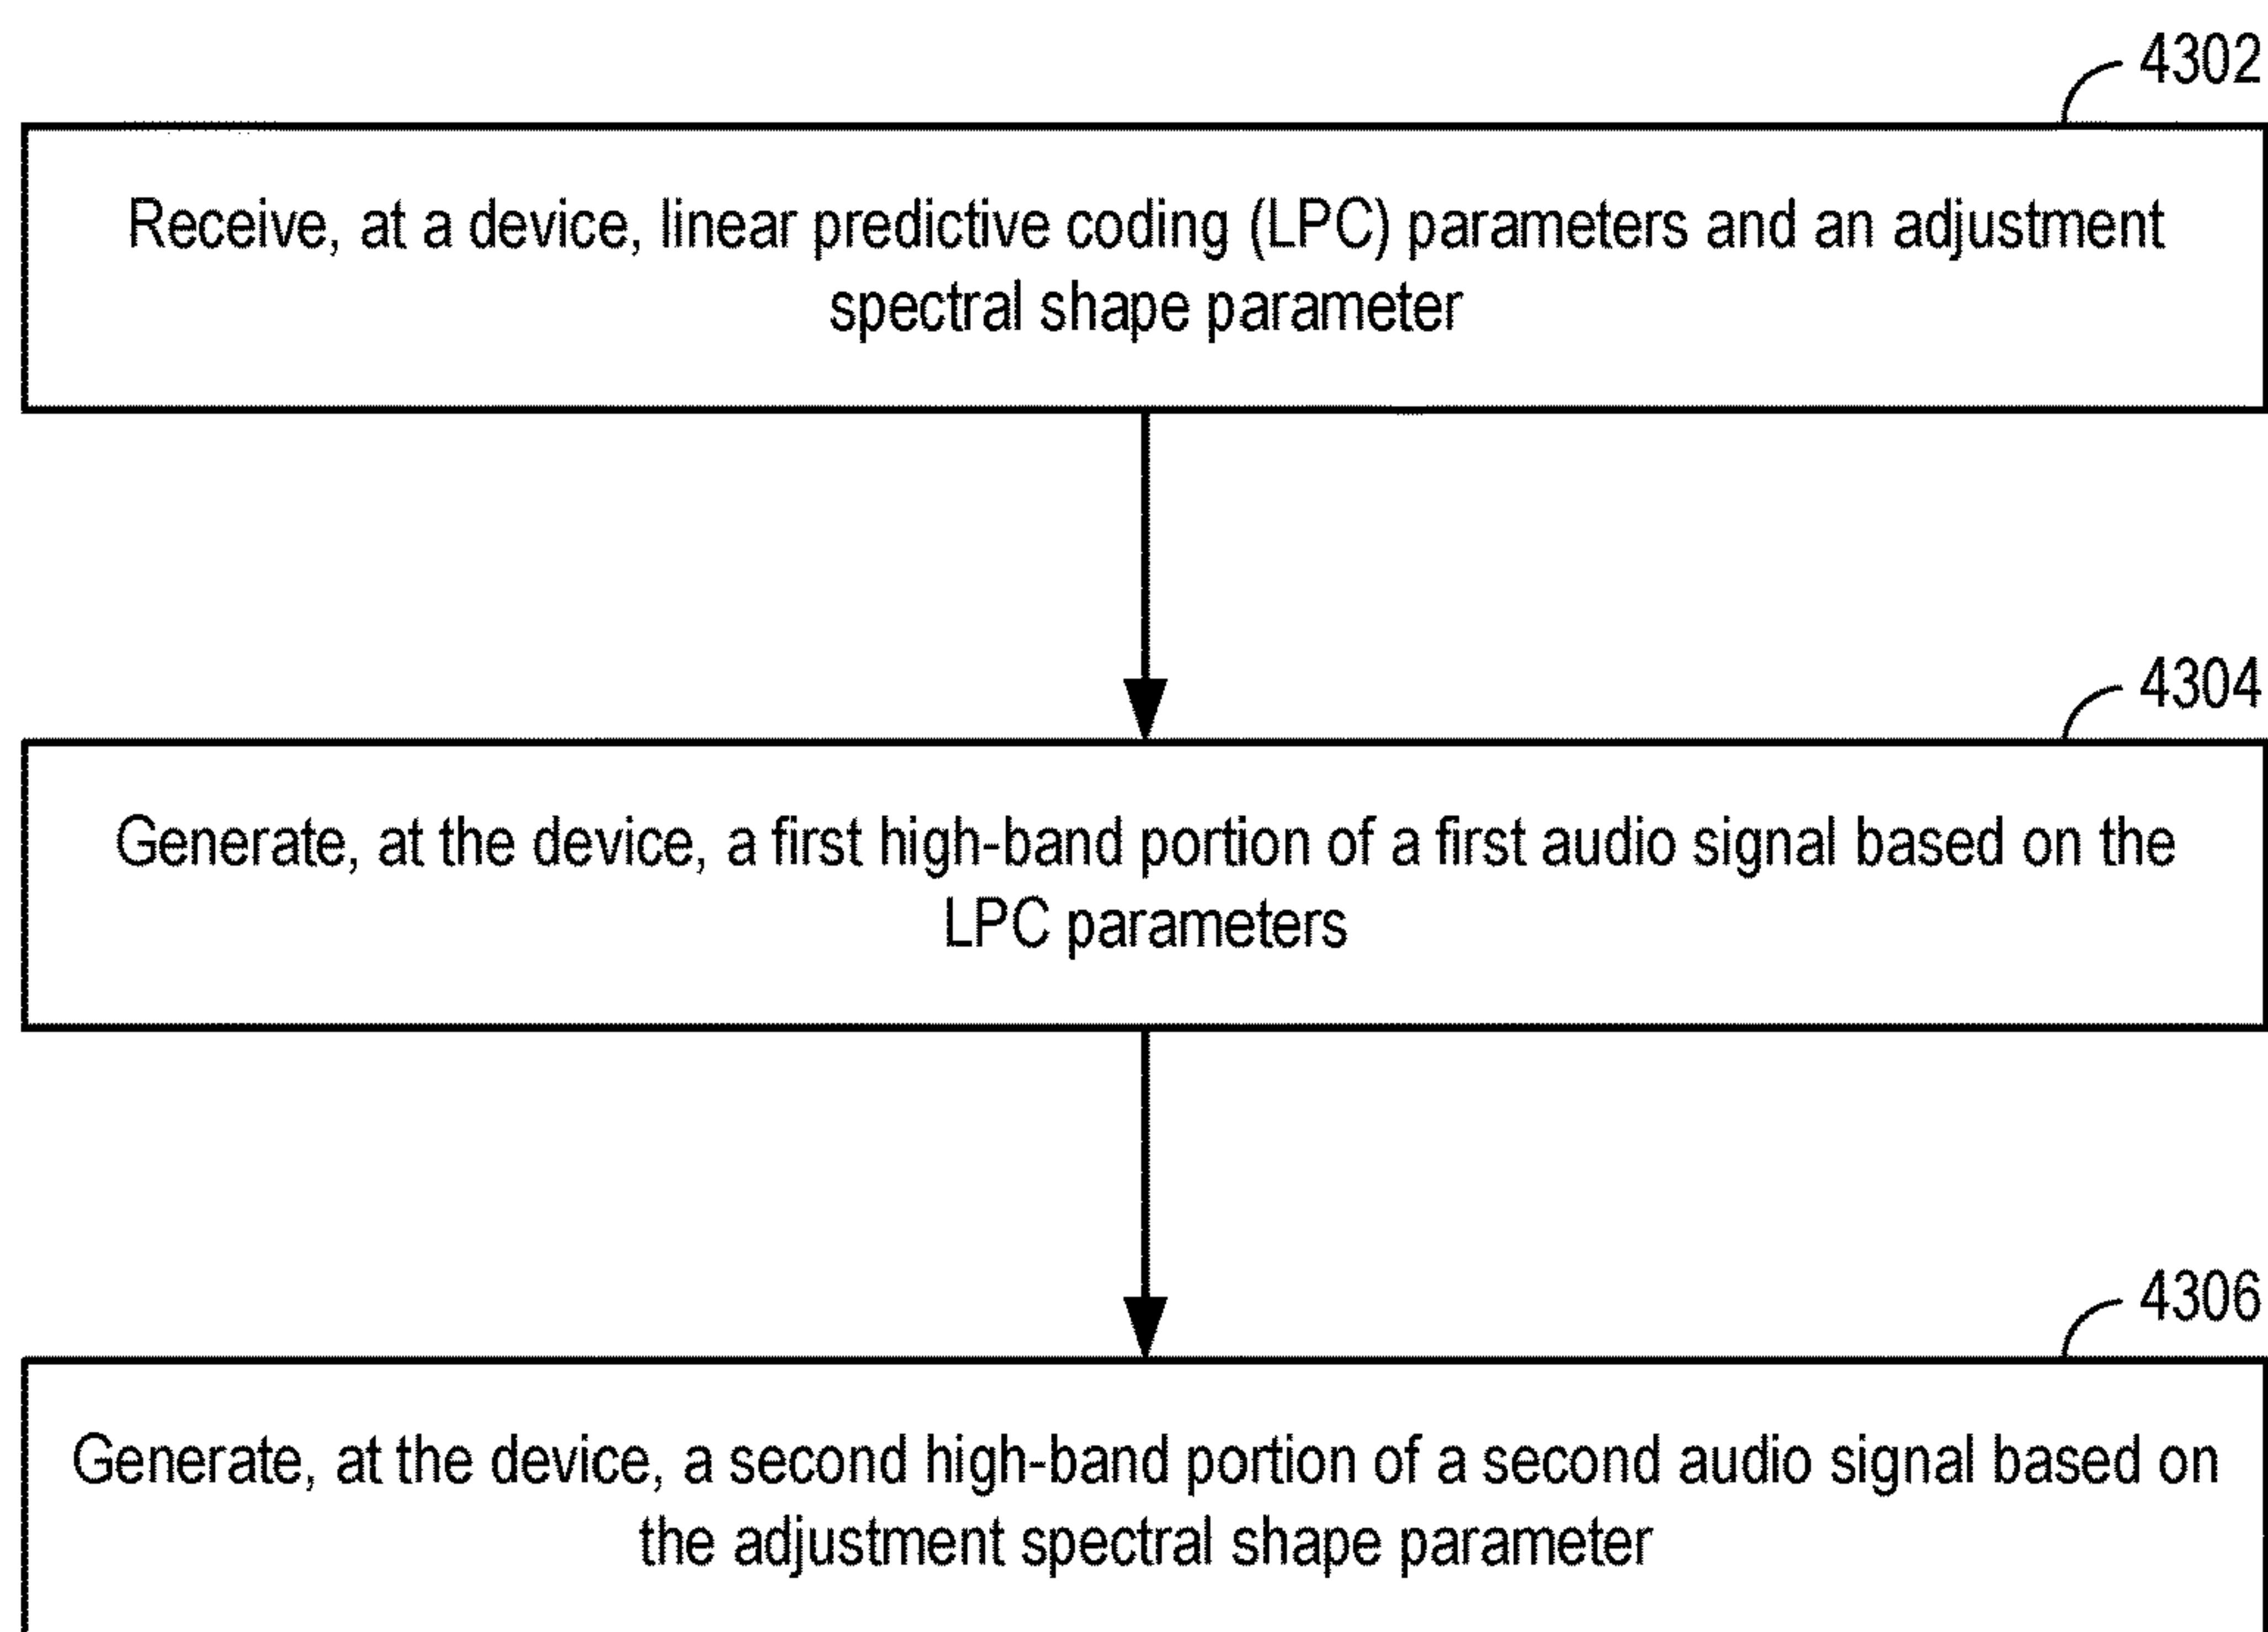 4302
Receive, at a device, linear predictive coding (LPC) parameters and an adjustment
spectral shape parameter
4304
Generate, at the device, a first high-band portion of a first audio signal based on the
LPC parameters
4306
Generate, at the device, a second high-band portion of a second audio signal based on
the adjustment spectral shape parameter